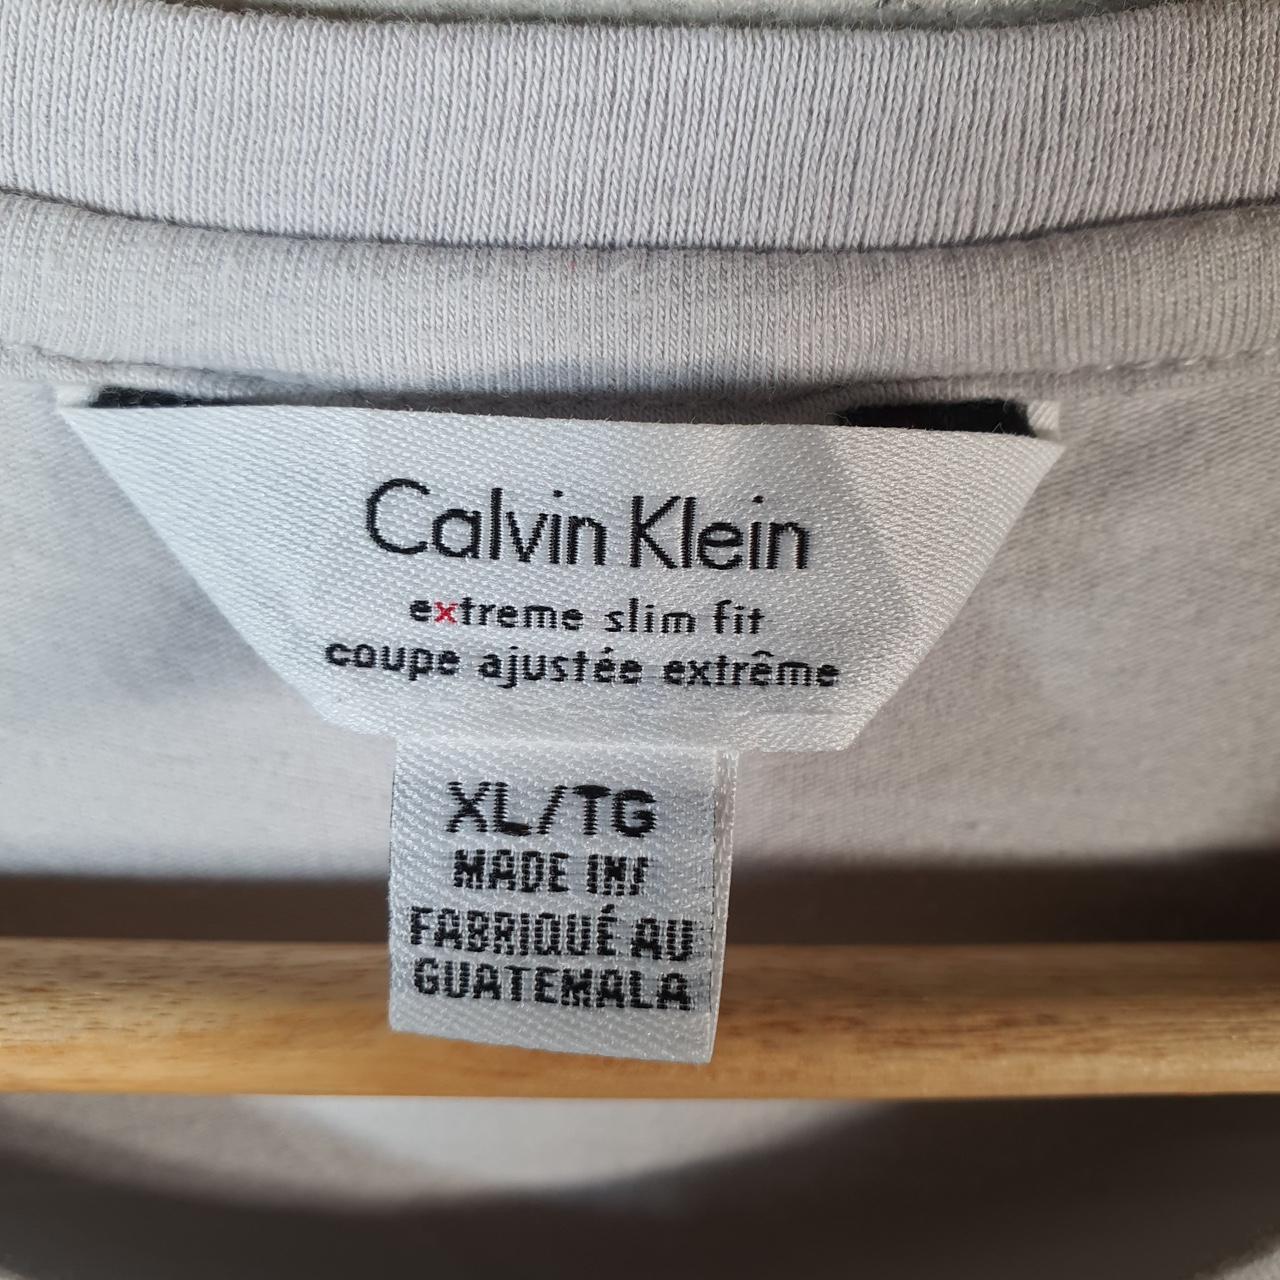 Calvin Klein
extreme slim fit
coupe ajustée extrême
XL/TG
MADE IN/
FABRIQUÉ AU
GUATEMALA